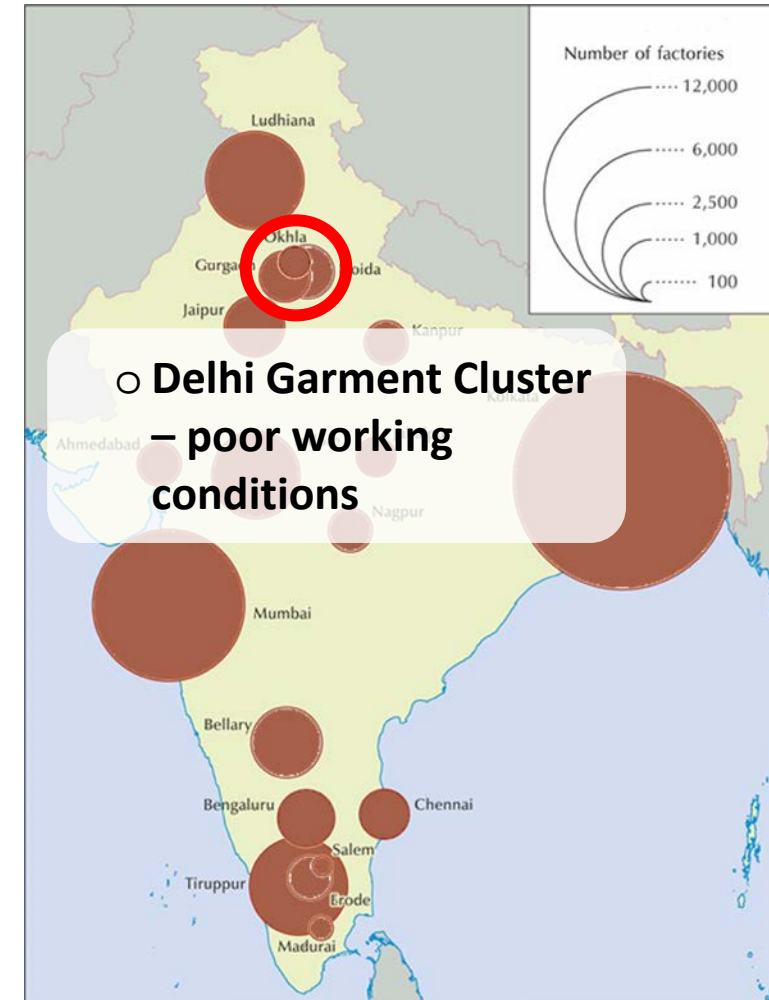 Number of factories
12,000
6,000
2,500
1,000
100
Ludhiana
Okhla
Gurgaon
Noida
Jaipur
Kanpur
○ Delhi Garment Cluster
– poor working
conditions
Kolkata
Ahmedabad
Nagpur
Mumbai
Bellary
Bengaluru
Chennai
Salem
Tiruppur
Erode
Madurai